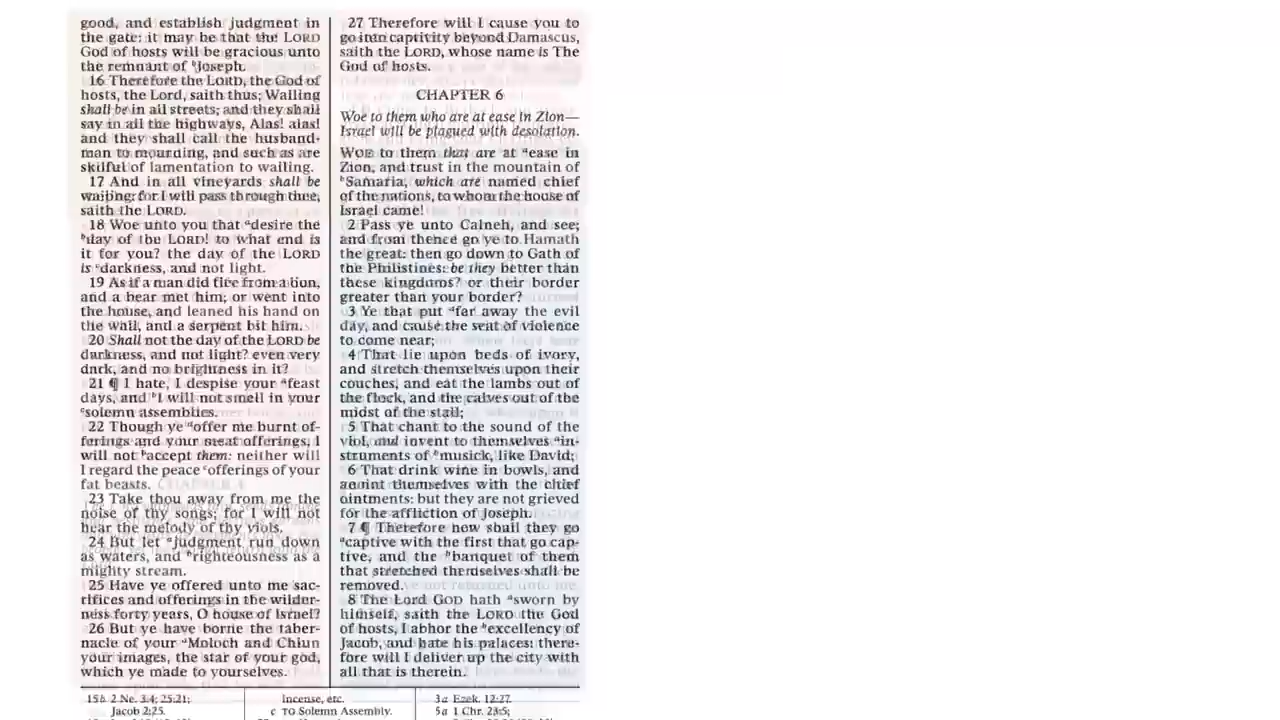 good, and establish judgment in
the gate: it may be that the LORD
God of hosts will be gracious unto
the remnant of ᵇJoseph.
16 Therefore the LORD, the God of
hosts, the Lord, saith thus; Wailing
shall be in all streets; and they shall
say in all the highways, Alas! alas!
and they shall call the husband-
man to mourning, and such as are
skilful of lamentation to wailing.
17 And in all vineyards shall be
wailing: for I will pass through thee,
saith the LORD.
18 Woe unto you that ᵃdesire the
ᵇday of the LORD! to what end is
it for you? the day of the LORD
is ᶜdarkness, and not light.
19 As if a man did flee from a lion,
and a bear met him; or went into
the house, and leaned his hand on
the wall, and a serpent bit him.
20 Shall not the day of the LORD be
darkness, and not light? even very
dark, and no brightness in it?
21 ¶ I hate, I despise your ᵃfeast
days, and ᵇI will not smell in your
ᶜsolemn assemblies.
22 Though ye ᵃoffer me burnt of-
ferings and your meat offerings, I
will not ᵇaccept them: neither will
I regard the peace ᶜofferings of your
fat beasts.
23 Take thou away from me the
noise of thy songs; for I will not
hear the melody of thy viols.
24 But let ᵃjudgment run down
as waters, and ᵇrighteousness as a
mighty stream.
25 Have ye offered unto me sac-
rifices and offerings in the wilder-
ness forty years, O house of Israel?
26 But ye have borne the taber-
nacle of your ᵃMoloch and Chiun
your images, the star of your god,
which ye made to yourselves.
27 Therefore will I cause you to
go into captivity beyond Damascus,
saith the LORD, whose name is The
God of hosts.
CHAPTER 6
Woe to them who are at ease in Zion—
Israel will be plagued with desolation.
WOE to them that are at ᵃease in
Zion, and trust in the mountain of
ᵇSamaria, which are named chief
of the nations, to whom the house of
Israel came!
2 Pass ye unto Calneh, and see;
and from thence go ye to Hamath
the great: then go down to Gath of
the Philistines: be they better than
these kingdoms? or their border
greater than your border?
3 Ye that put ᵃfar away the evil
day, and cause the seat of violence
to come near;
4 That lie upon beds of ivory,
and stretch themselves upon their
couches, and eat the lambs out of
the flock, and the calves out of the
midst of the stall;
5 That chant to the sound of the
viol, and invent to themselves ᵃin-
struments of ᵇmusick, like David;
6 That drink wine in bowls, and
anoint themselves with the chief
ointments: but they are not grieved
for the affliction of Joseph.
7 ¶ Therefore now shall they go
ᵃcaptive with the first that go cap-
tive, and the ᵇbanquet of them
that stretched themselves shall be
removed.
8 The Lord GOD hath ᵃsworn by
himself, saith the LORD the God
of hosts, I abhor the ᵇexcellency of
Jacob, and hate his palaces: there-
fore will I deliver up the city with
all that is therein.
15b 2 Ne. 3:4; 25:21;
Jacob 2:25.
incense, etc.
c TG Solemn Assembly.
3a Ezek. 12:27.
5a 1 Chr. 23:5;